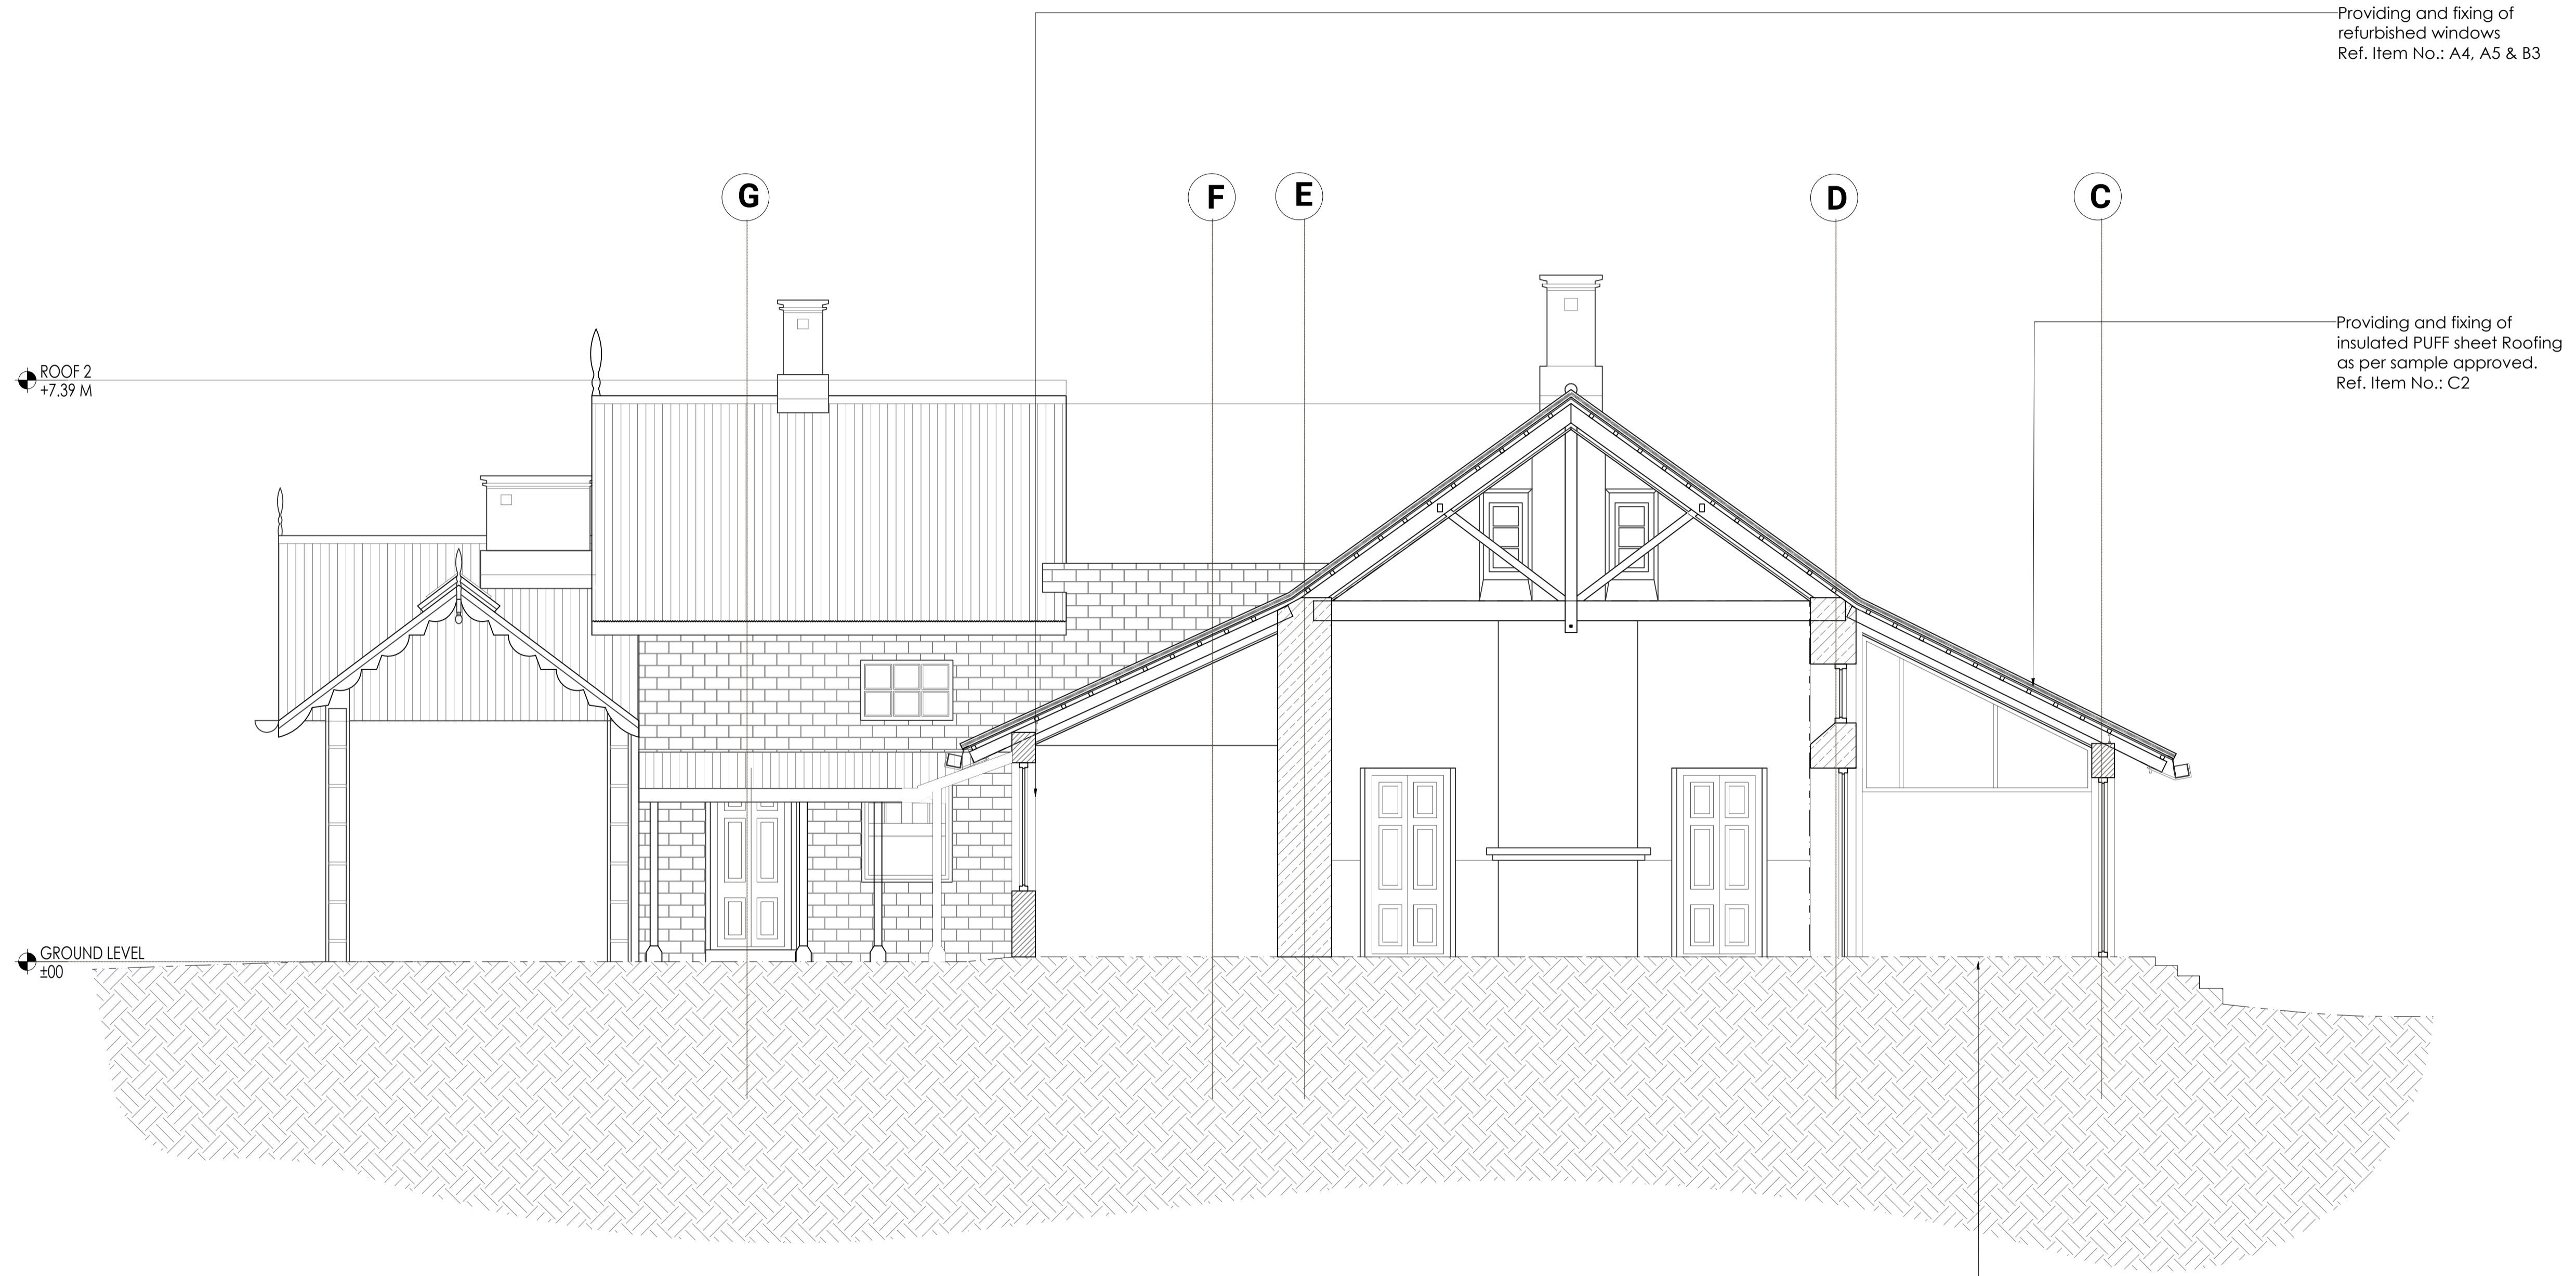 Providing and fixing of
refurbished windows
Ref. Item No.: A4, A5 & B3
G
F
E
D
C
Providing and fixing of
insulated PUFF sheet Roofing
as per sample approved.
Ref. Item No.: C2
ROOF 2
+7.39 M
GROUND LEVEL
±00